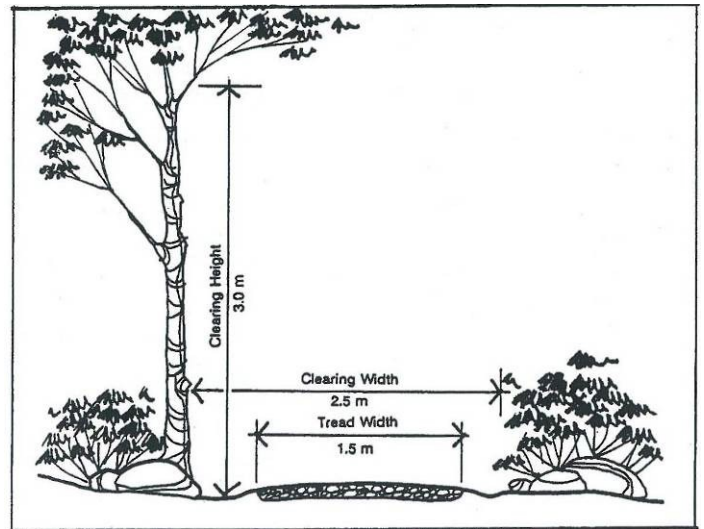 Clearing Height
3.0 m
Clearing Width
2.5 m
Tread Width
1.5 m